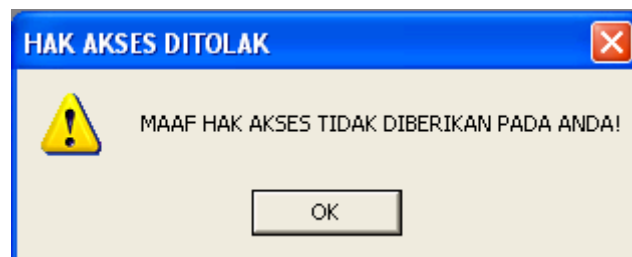 HAK AKSES DITOLAK
MAAF HAK AKSES TIDAK DIBERIKAN PADA ANDA!
OK